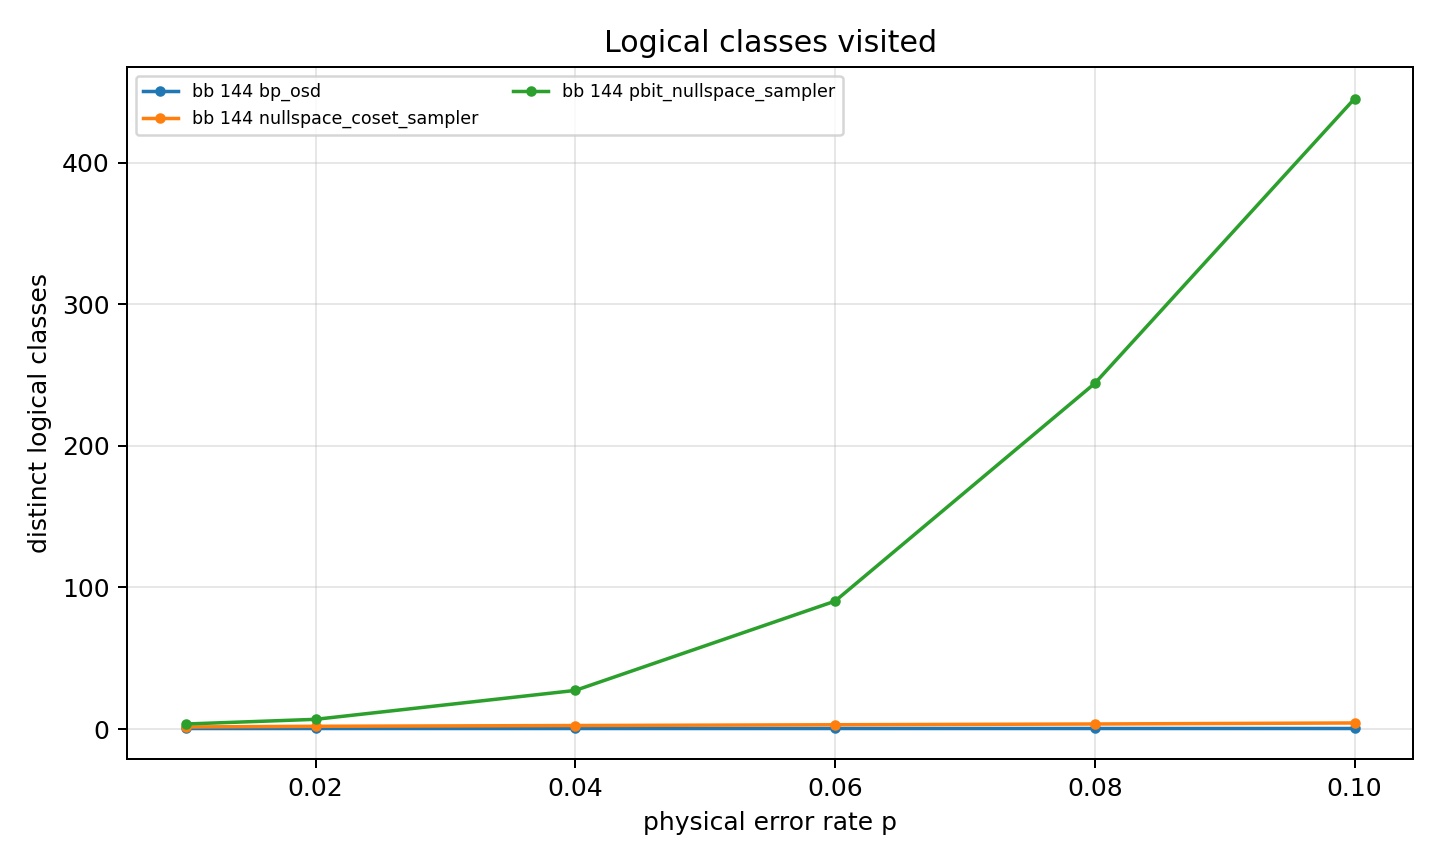 Logical classes visited
bb 144 bp_osd
bb 144 nullspace_coset_sampler
bb 144 pbit_nullspace_sampler
distinct logical classes
400
300
200
100
0
0.02 0.04 0.06 0.08 0.10
physical error rate p